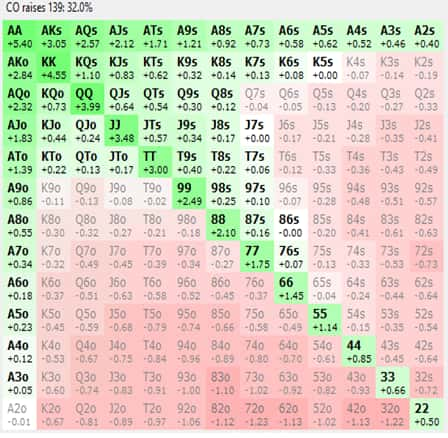 CO raises 139: 32.0%
AA AKs AQs AJs ATs A9s A8s A7s A6s A5s A4s A3s A2s
+5.40 +3.05 +2.57 +2.12 +1.71 +1.21 +0.92 +0.73 +0.58 +0.62 +0.52 +0.46 +0.40
AKo KK KQs KJs KTs K9s K8s K7s K6s K5s K4s K3s K2s
+2.84 +4.55 +1.10 +0.83 +0.62 +0.32 +0.14 +0.13 +0.08 +0.00 -0.07 -0.14 -0.19
AQo KQo QQ QJs QTs Q9s Q8s Q7s Q6s Q5s Q4s Q3s Q2s
+2.32 +0.73 +3.99 +0.64 +0.54 +0.30 +0.12 -0.04 -0.05 -0.13 -0.20 -0.27 -0.33
AJo KJo QJo JJ JTs J9s J8s J7s J6s J5s J4s J3s J2s
+1.83 +0.44 +0.24 +3.48 +0.57 +0.34 +0.17 +0.00 -0.17 -0.21 -0.28 -0.35 -0.41
ATo KTo QTo JTo TT T9s T8s T7s T6s T5s T4s T3s T2s
+1.39 +0.22 +0.13 +0.17 +3.00 +0.40 +0.22 +0.06 -0.12 -0.33 -0.36 -0.43 -0.49
A9o K9o Q9o J9o T9o 99 98s 97s 96s 95s 94s 93s 92s
+0.86 -0.11 -0.13 -0.08 -0.02 +2.49 +0.25 +0.10 -0.07 -0.28 -0.48 -0.51 -0.57
A8o K8o Q8o J8o T8o 98o 88 87s 86s 85s 84s 83s 82s
+0.55 -0.30 -0.32 -0.27 -0.21 -0.18 +2.10 +0.16 -0.00 -0.20 -0.41 -0.61 -0.63
A7o K7o Q7o J7o T7o 97o 87o 77 76s 75s 74s 73s 72s
+0.34 -0.32 -0.49 -0.45 -0.39 -0.34 -0.27 +1.75 +0.07 -0.13 -0.33 -0.53 -0.73
A6o K6o Q6o J6o T6o 96o 86o 76o 66 65s 64s 63s 62s
+0.18 -0.37 -0.51 -0.63 -0.58 -0.52 -0.45 -0.37 +1.45 -0.04 -0.24 -0.44 -0.64
A5o K5o Q5o J5o T5o 95o 85o 75o 65o 55 54s 53s 52s
+0.23 -0.45 -0.59 -0.68 -0.79 -0.74 -0.66 -0.58 -0.49 +1.14 -0.15 -0.35 -0.54
A4o K4o Q4o J4o T4o 94o 84o 74o 64o 54o 44 43s 42s
+0.12 -0.52 -0.67 -0.75 -0.84 -0.96 -0.89 -0.80 -0.70 -0.61 +0.85 -0.45 -0.64
A3o K3o Q3o J3o T3o 93o 83o 73o 63o 53o 43o 33 32s
+0.05 -0.60 -0.74 -0.83 -0.91 -1.00 -1.10 -1.02 -0.92 -0.82 -0.93 +0.66 -0.72
A2o K2o Q2o J2o T2o 92o 82o 72o 62o 52o 42o 32o 22
-0.01 -0.67 -0.81 -0.89 -0.97 -1.06 -1.12 -1.23 -1.13 -1.02 -1.13 -1.22 +0.50